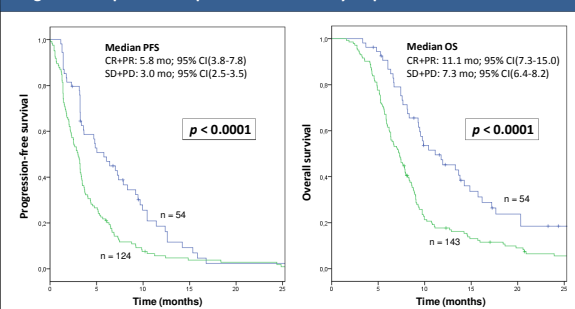 Median PFS
CR+PR: 5.8 mo; 95% CI(3.8-7.8)
SD+PD: 3.0 mo; 95% CI(2.5-3.5)
p < 0.0001
Progression-free survival
1,0
0,8
0,6
0,4
0,2
0,0
n = 54
n = 124
0 5 10 15 20 25
Time (months)
Median OS
CR+PR: 11.1 mo; 95% CI(7.3-15.0)
SD+PD: 7.3 mo; 95% CI(6.4-8.2)
p < 0.0001
Overall survival
1,0
0,8
0,6
0,4
0,2
0,0
n = 54
n = 143
0 5 10 15 20 25
Time (months)